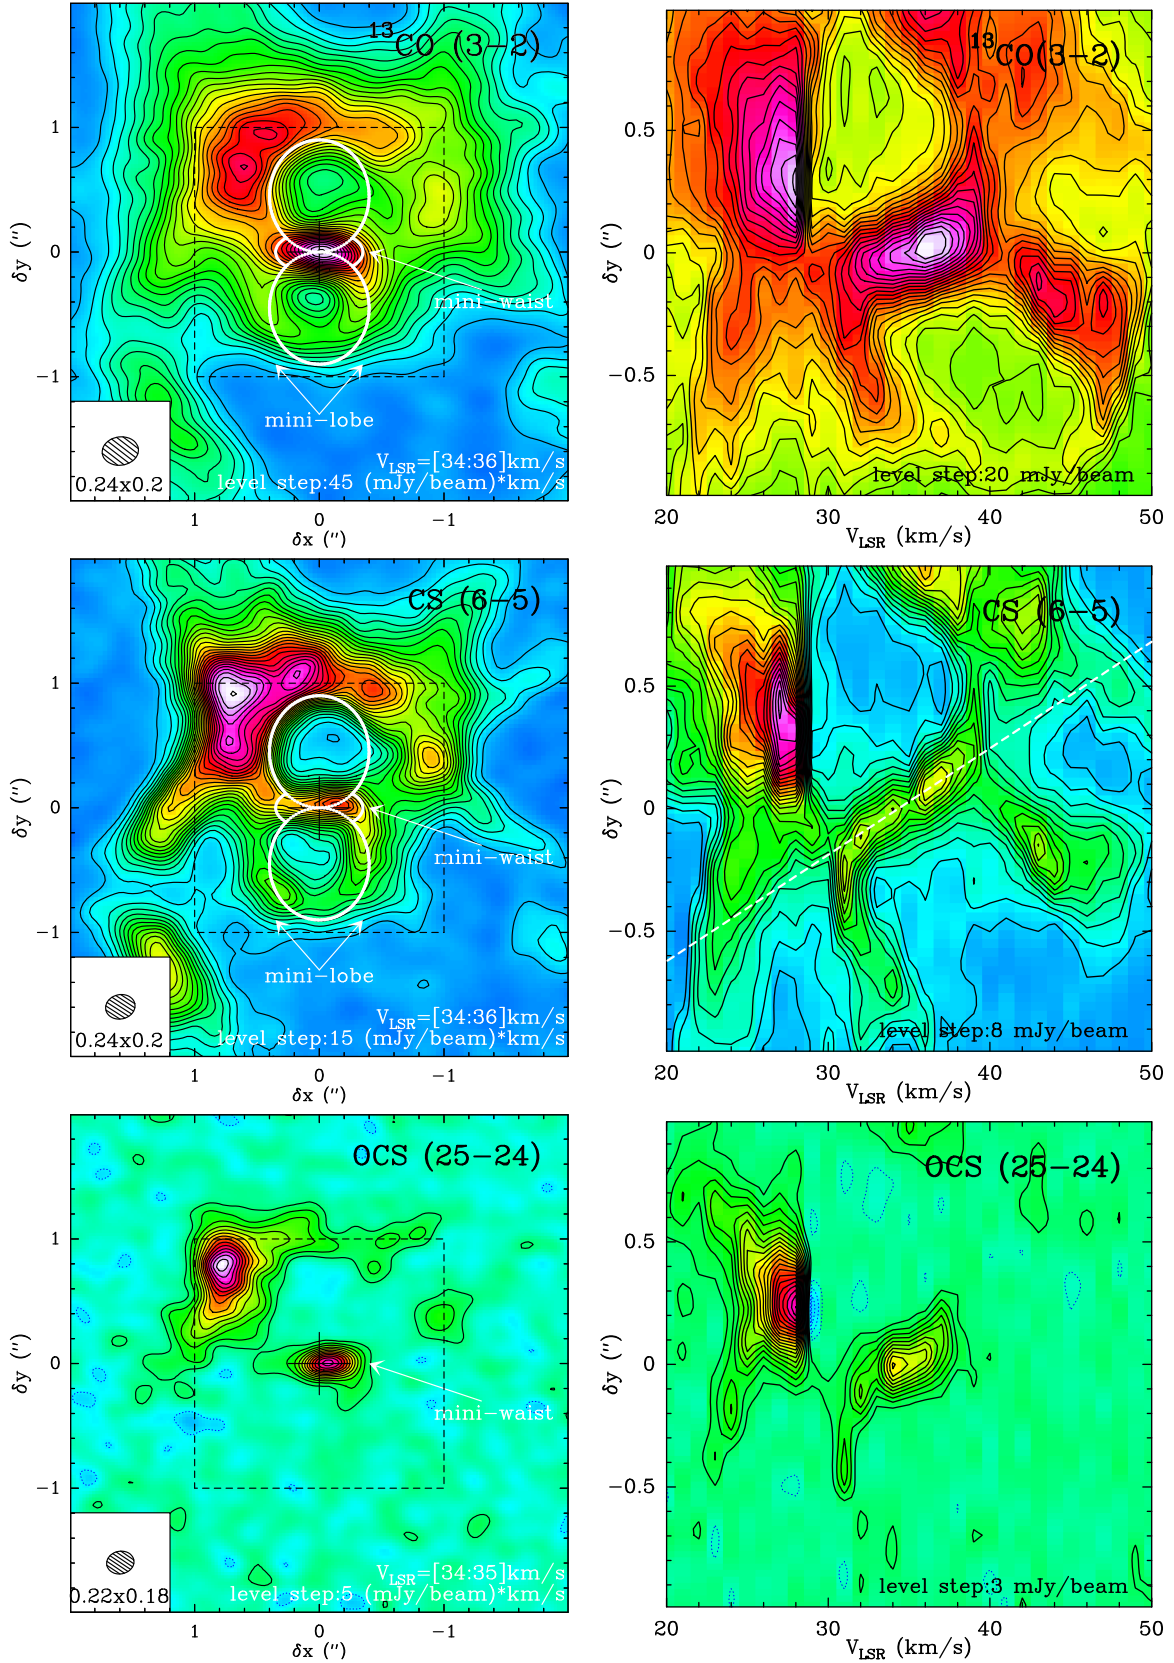 ¹³CO (3−2)
1
0
−1
δy (″)
mini−waist
mini−lobe
V_LSR=[34:36]km/s
level step:45 (mJy/beam)*km/s
0.24x0.2
1 0 −1
δx (″)
¹³CO(3−2)
0.5
0
−0.5
δy (″)
level step:20 mJy/beam
20 30 40 50
V_LSR (km/s)
CS (6−5)
1
0
−1
δy (″)
mini−waist
mini−lobe
V_LSR=[34:36]km/s
level step:15 (mJy/beam)*km/s
0.24x0.2
1 0 −1
δx (″)
CS (6−5)
0.5
0
−0.5
δy (″)
level step:8 mJy/beam
20 30 40 50
V_LSR (km/s)
OCS (25−24)
1
0
−1
δy (″)
mini−waist
V_LSR=[34:35]km/s
level step:5 (mJy/beam)*km/s
0.22x0.18
1 0 −1
δx (″)
OCS (25−24)
0.5
0
−0.5
δy (″)
level step:3 mJy/beam
20 30 40 50
V_LSR (km/s)